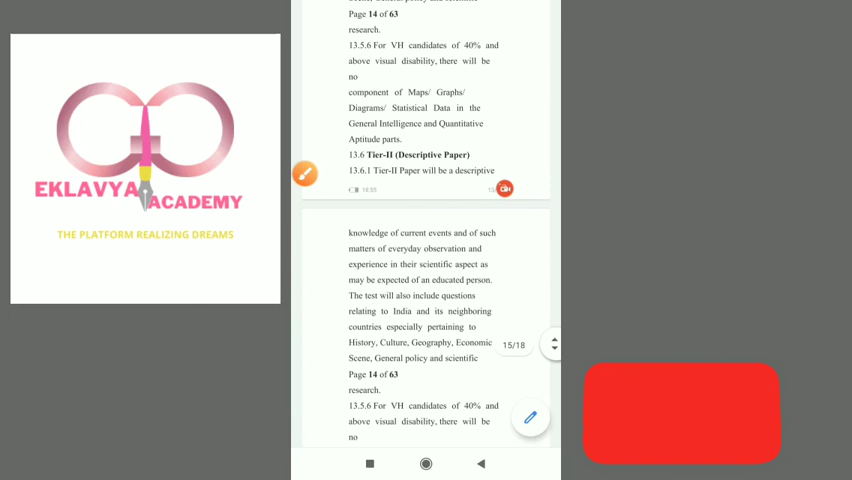 EKLAVYA
ACADEMY
THE PLATFORM REALIZING DREAMS
Page 14 of 63
research.
13.5.6 For VH candidates of 40% and
above visual disability, there will be
no
component of Maps/ Graphs/
Diagrams/ Statistical Data in the
General Intelligence and Quantitative
Aptitude parts.
13.6 Tier-II (Descriptive Paper)
13.6.1 Tier-II Paper will be a descriptive
18:55
knowledge of current events and of such
matters of everyday observation and
experience in their scientific aspect as
may be expected of an educated person.
The test will also include questions
relating to India and its neighboring
countries especially pertaining to
History, Culture, Geography, Economic
Scene, General policy and scientific
Page 14 of 63
research.
13.5.6 For VH candidates of 40% and
above visual disability, there will be
no
15/18